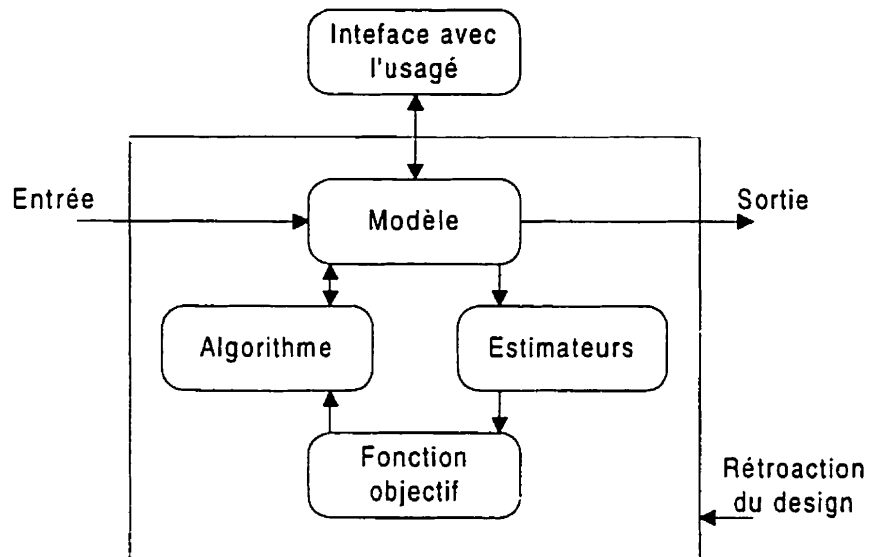 Inteface avec
l'usagé
Entrée
Modèle
Sortie
Algorithme
Estimateurs
Fonction
objectif
Rétroaction
du design